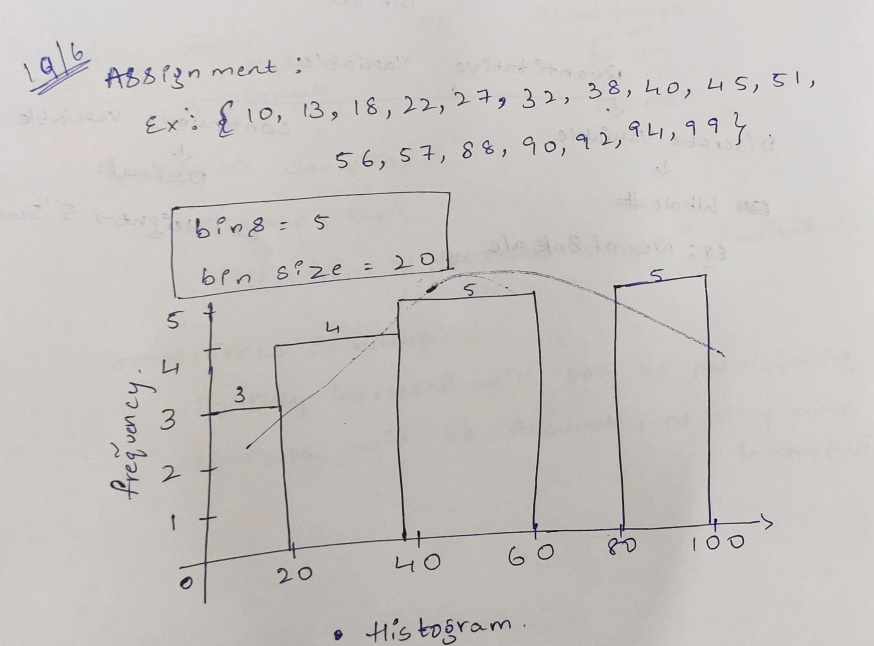 19/6
Assignment :
Ex: { 10, 13, 18, 22, 27, 32, 38, 40, 45, 51,
56, 57, 88, 90, 92, 94, 99 }.
bins = 5
bin size = 20
5
4
3
2
1
0
frequency.
3
4
5
5
20 40 60 80 100
• Histogram.